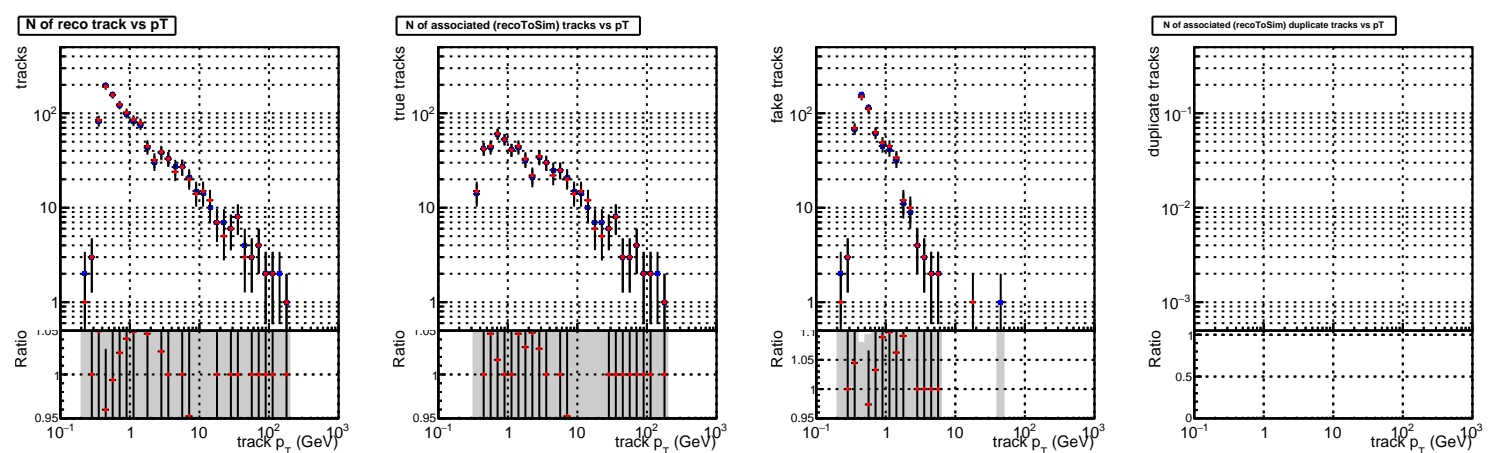 N of reco track vs pT
tracks
10²
10
1
Ratio
1.05
1
0.95
10⁻¹ 1 10 10² 10³
track p_T (GeV)
N of associated (recoToSim) tracks vs pT
true tracks
10²
10
1
Ratio
1.05
1
0.95
10⁻¹ 1 10 10² 10³
track p_T (GeV)
fake tracks
10²
10
1
Ratio
1.1
1.05
1
0.95
10⁻¹ 1 10 10² 10³
track p_T (GeV)
N of associated (recoToSim) duplicate tracks vs pT
duplicate tracks
10⁻¹
10⁻²
10⁻³
Ratio
1
0.5
0
10⁻¹ 1 10 10² 10³
track p_T (GeV)